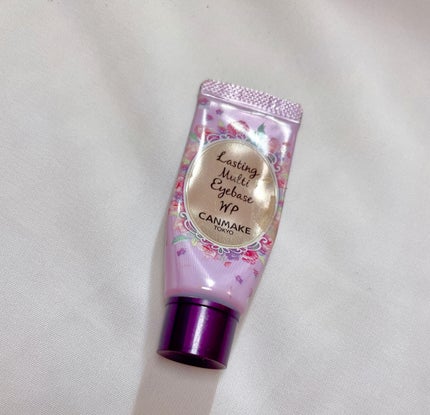 Lasting
Multi
Eyebase
WP
CANMAKE
TOKYO